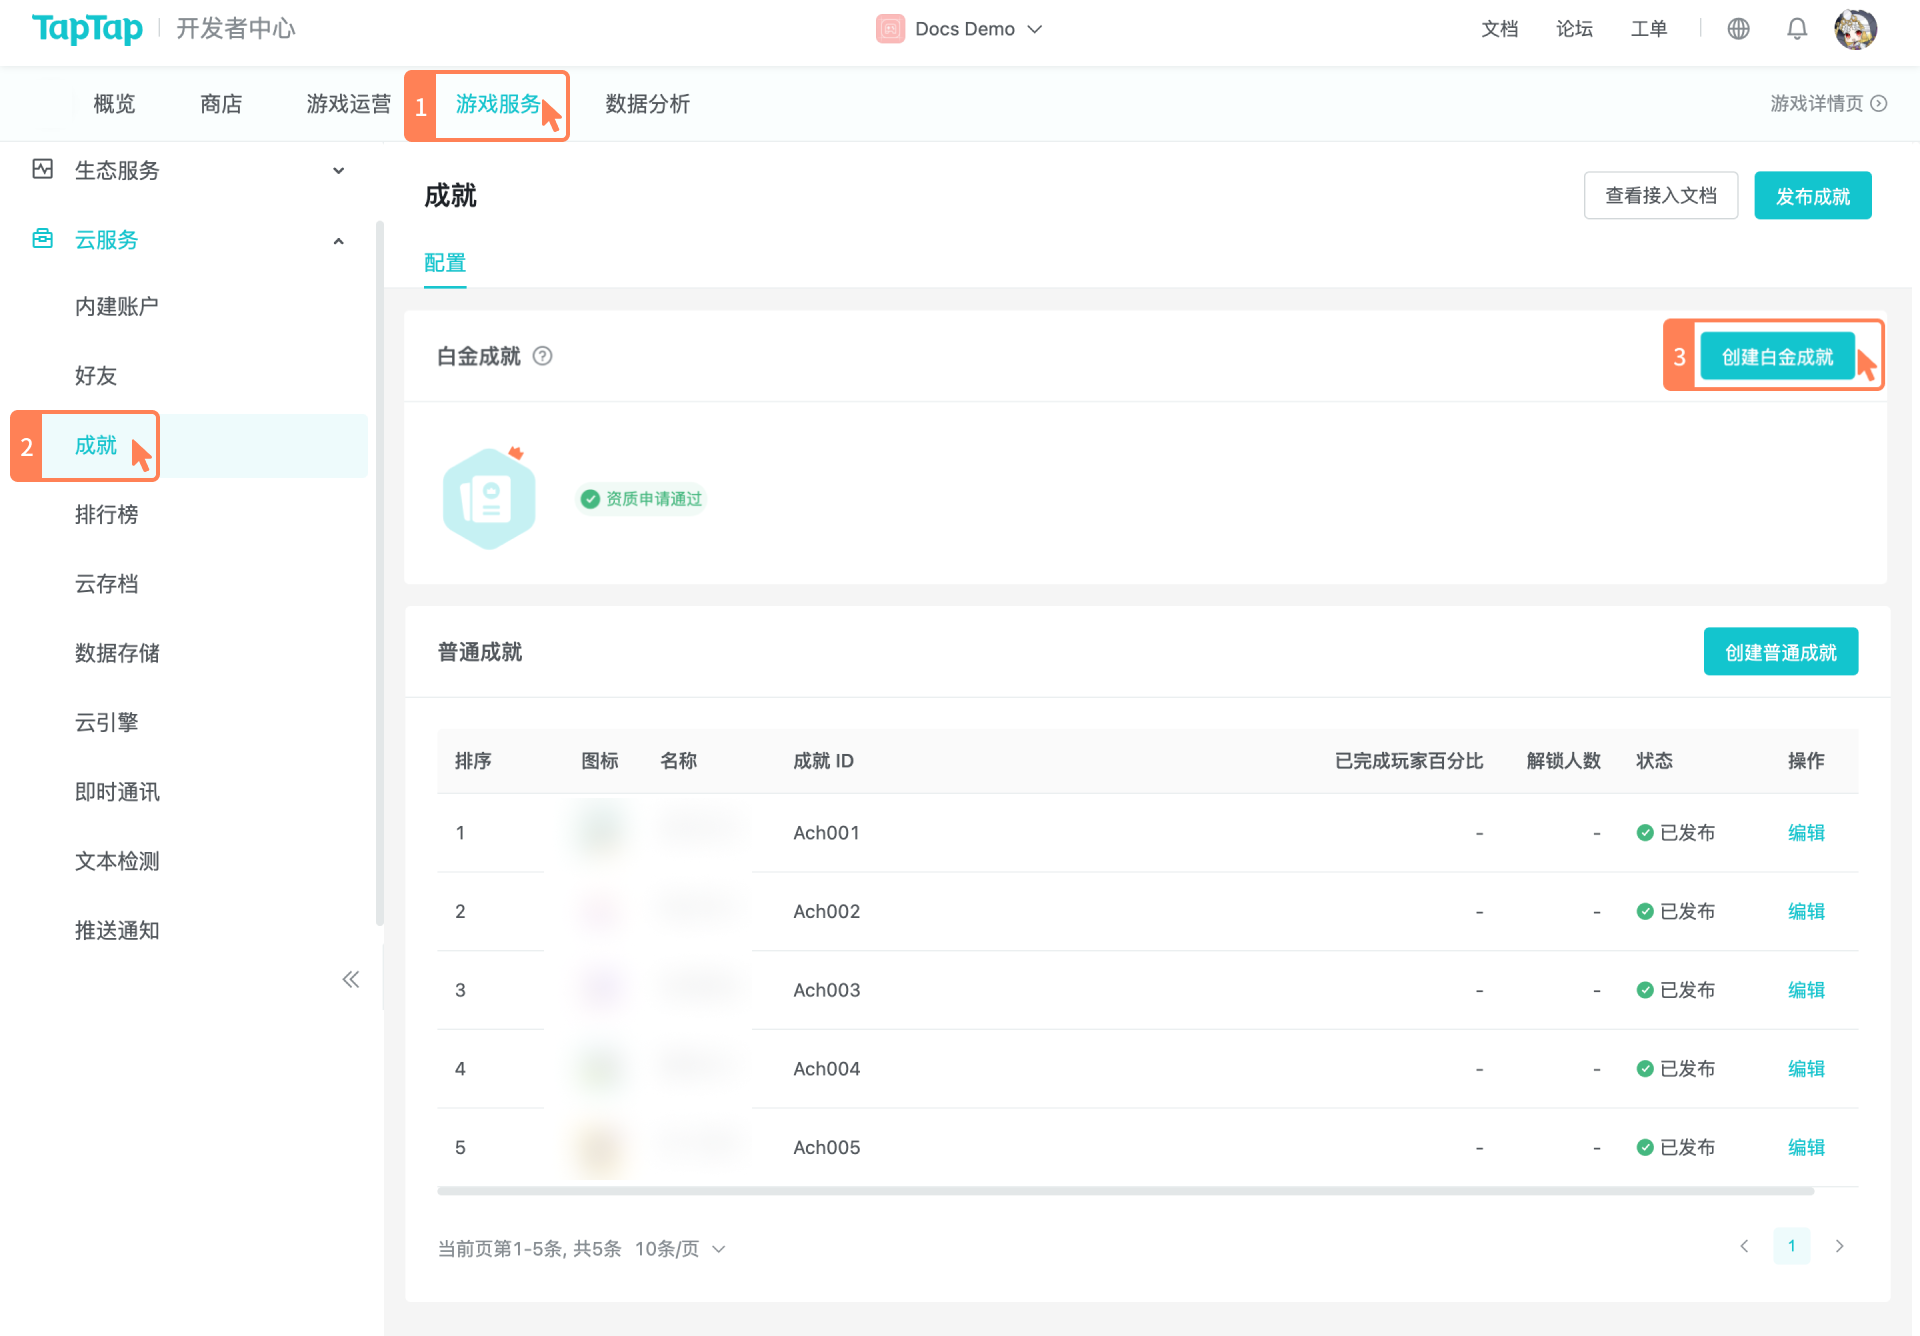 TapTap 开发者中心 Docs Demo 文档 论坛 工单
概览 商店 游戏运营 1 游戏服务 数据分析 游戏详情页
生态服务
云服务
内建账户
好友
2 成就
排行榜
云存档
数据存储
云引擎
即时通讯
文本检测
推送通知
成就 查看接入文档 发布成就
配置
白金成就 3 创建白金成就
资质申请通过
普通成就 创建普通成就
排序 图标 名称 成就 ID 已完成玩家百分比 解锁人数 状态 操作
1 Ach001 - - 已发布 编辑
2 Ach002 - - 已发布 编辑
3 Ach003 - - 已发布 编辑
4 Ach004 - - 已发布 编辑
5 Ach005 - - 已发布 编辑
当前页第1-5条, 共5条 10条/页 1